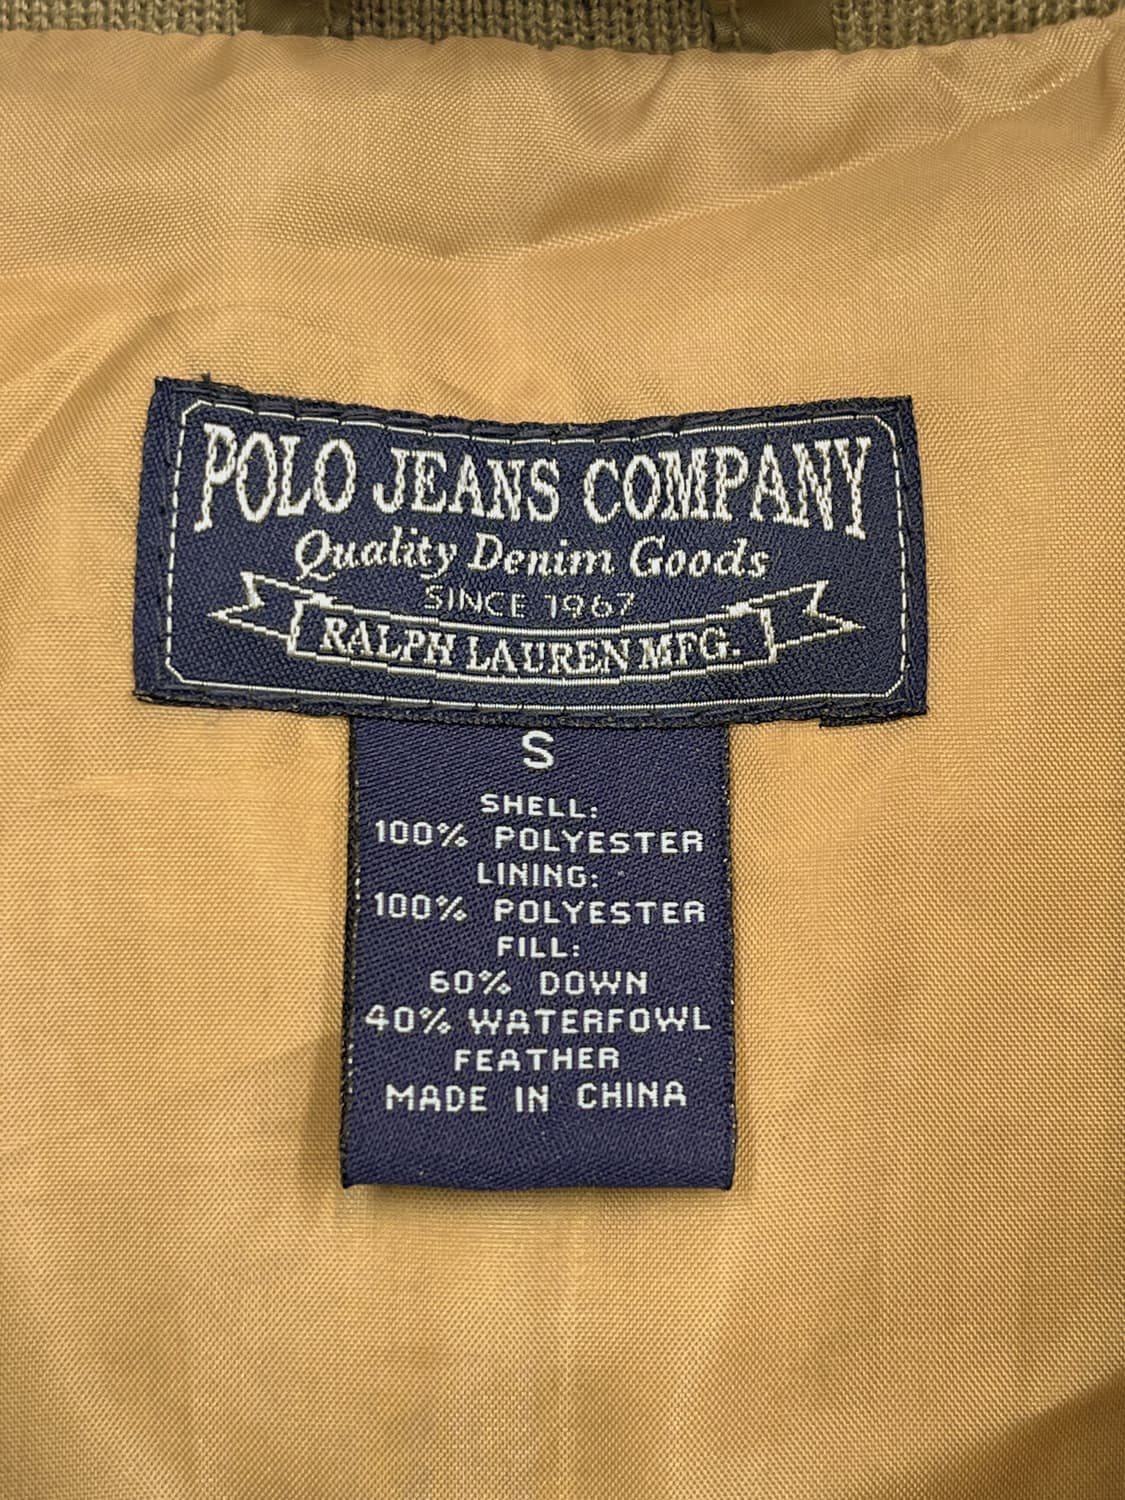 POLO JEANS COMPANY
Quality Denim Goods
SINCE 1967
RALPH LAUREN MFG.
S
SHELL:
100% POLYESTER
LINING:
100% POLYESTER
FILL:
60% DOWN
40% WATERFOWL
FEATHER
MADE IN CHINA